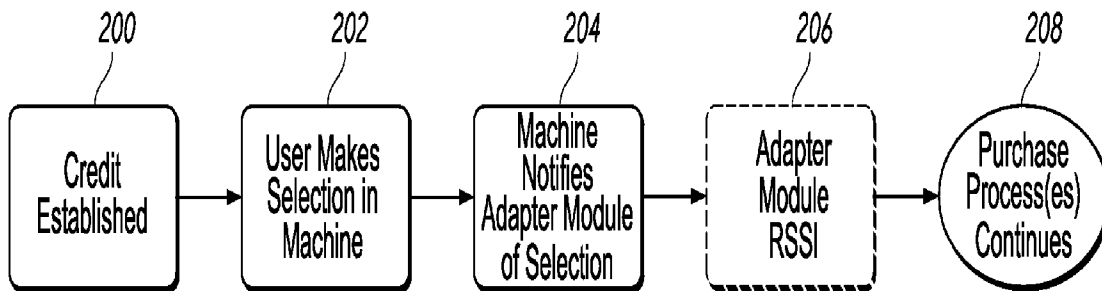 200
202
204
206
208
Credit
Established
User Makes
Selection in
Machine
Machine
Notifies
Adapter Module
of Selection
Adapter
Module
RSSI
Purchase
Process(es)
Continues